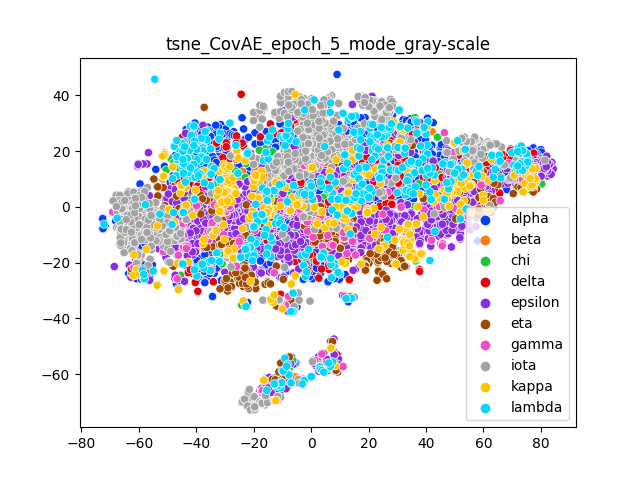 tsne_CovAE_epoch_5_mode_gray-scale
40
20
0
−20
−40
−60
−80 −60 −40 −20 0 20 40 60 80
alpha
beta
chi
delta
epsilon
eta
gamma
iota
kappa
lambda